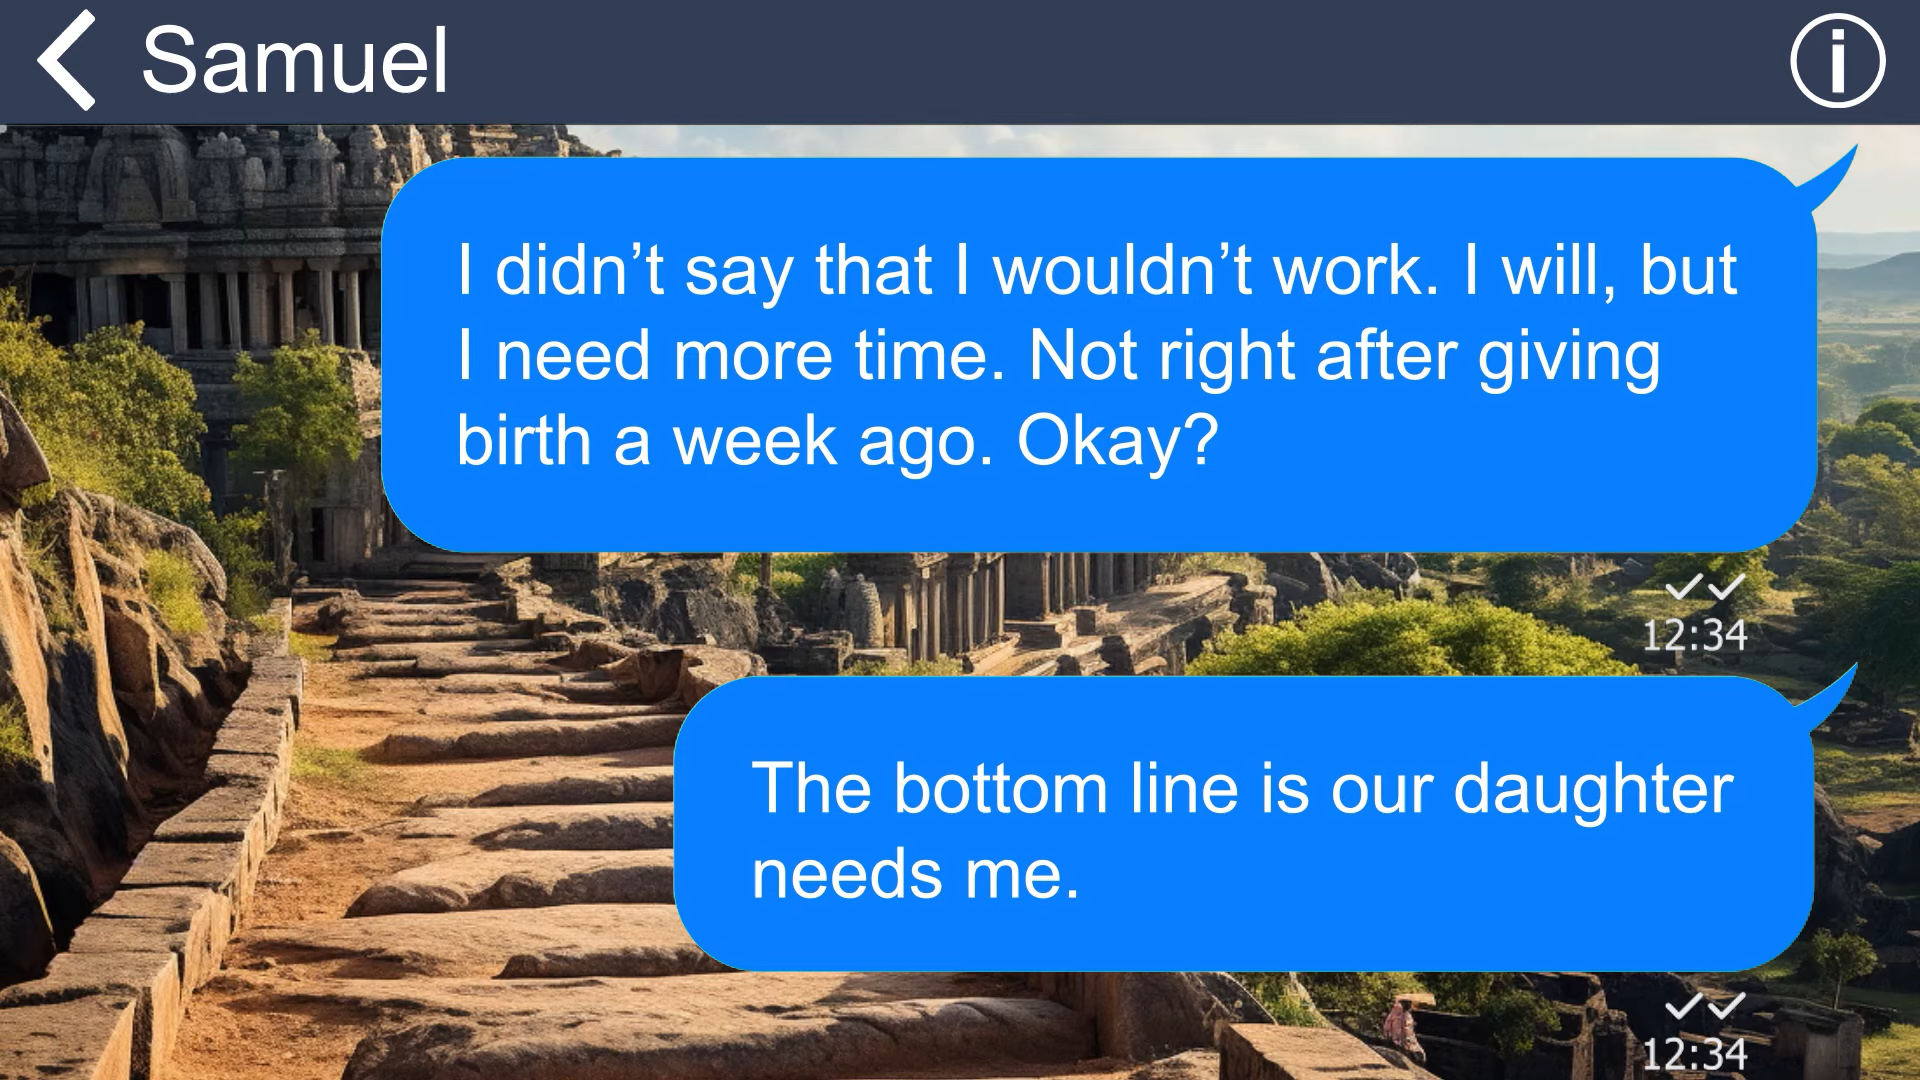 Samuel
I didn’t say that I wouldn’t work. I will, but
I need more time. Not right after giving
birth a week ago. Okay?
12:34
The bottom line is our daughter
needs me.
12:34